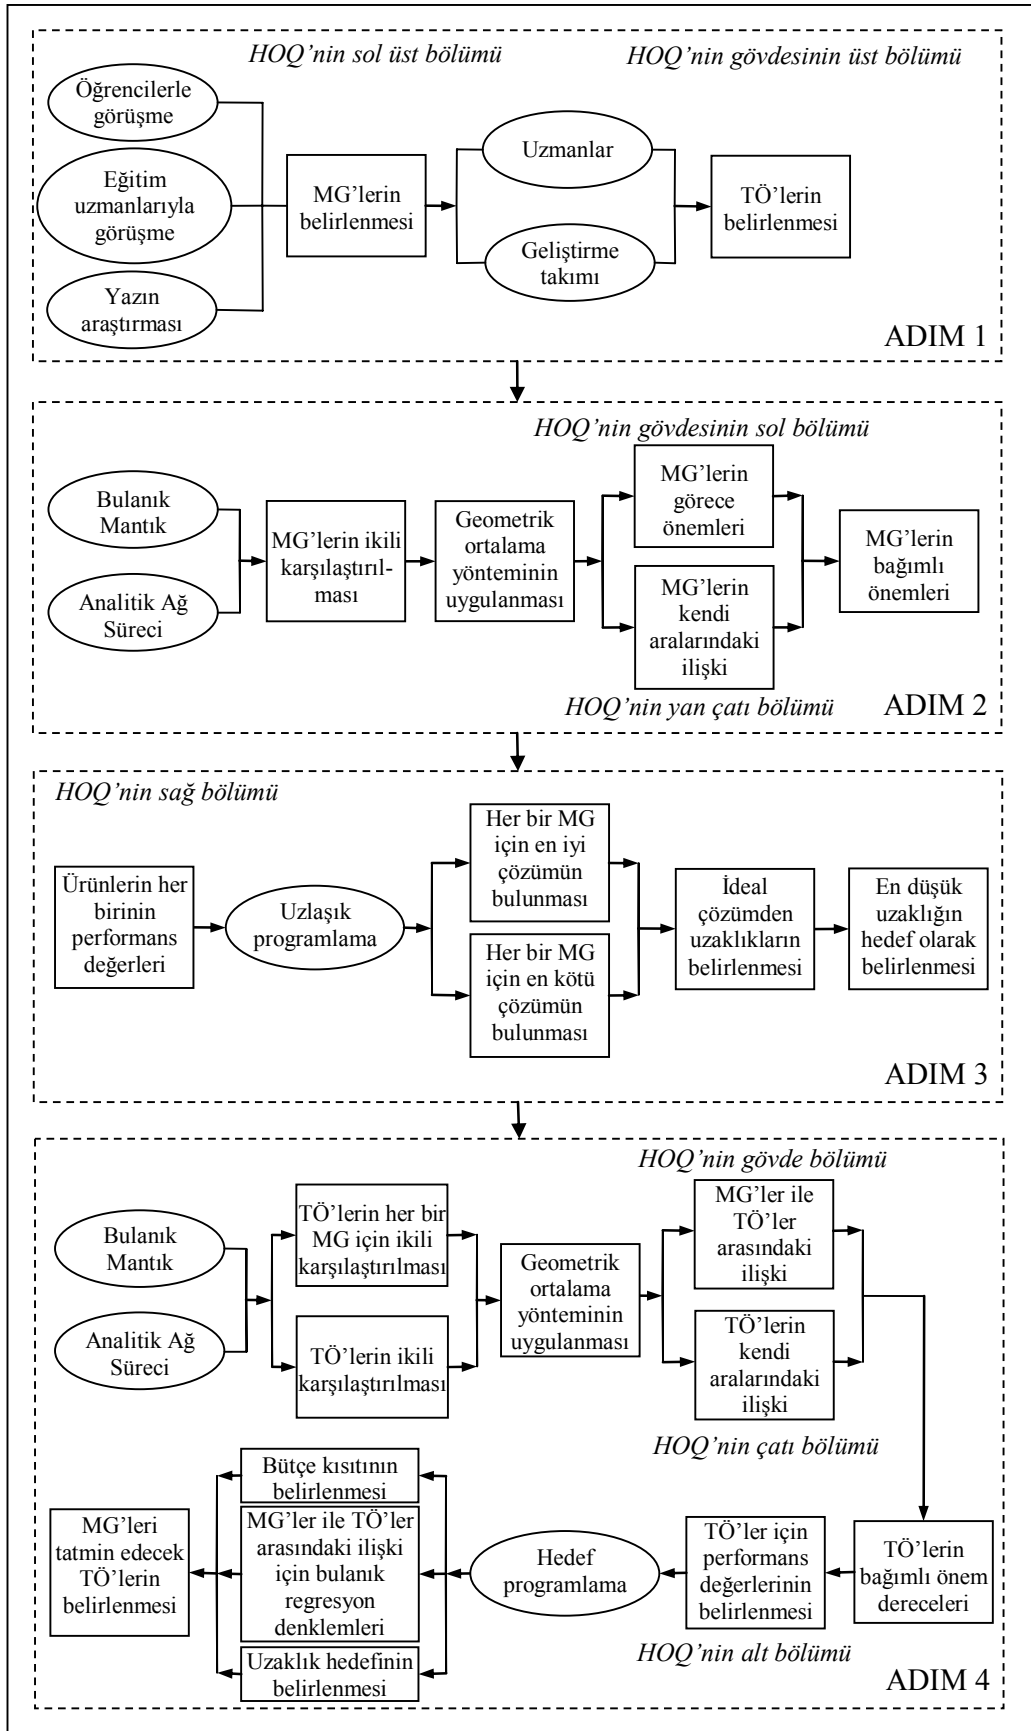 HOQ’nin sol üst bölümü
HOQ’nin gövdesinin üst bölümü
Öğrencilerle
görüşme
Eğitim
uzmanlarıyla
görüşme
Yazın
araştırması
MG’lerin
belirlenmesi
Uzmanlar
Geliştirme
takımı
TÖ’lerin
belirlenmesi
ADIM 1
HOQ’nin gövdesinin sol bölümü
Bulanık
Mantık
Analitik Ağ
Süreci
MG’lerin ikili
karşılaştırıl-
ması
Geometrik
ortalama
yönteminin
uygulanması
MG’lerin
görece
önemleri
MG’lerin
kendi
aralarındaki
ilişki
MG’lerin
bağımlı
önemleri
HOQ’nin yan çatı bölümü
ADIM 2
HOQ’nin sağ bölümü
Ürünlerin her
birinin
performans
değerleri
Uzlaşık
programlama
Her bir MG
için en iyi
çözümün
bulunması
Her bir MG
için en kötü
çözümün
bulunması
İdeal
çözümden
uzaklıkların
belirlenmesi
En düşük
uzaklığın
hedef olarak
belirlenmesi
ADIM 3
HOQ’nin gövde bölümü
Bulanık
Mantık
Analitik Ağ
Süreci
TÖ’lerin her bir
MG için ikili
karşılaştırılması
TÖ’lerin ikili
karşılaştırılması
Geometrik
ortalama
yönteminin
uygulanması
MG’ler ile
TÖ’ler
arasındaki
ilişki
TÖ’lerin
kendi
aralarındaki
ilişki
HOQ’nin çatı bölümü
TÖ’lerin
bağımlı önem
dereceleri
TÖ’ler için
performans
değerlerinin
belirlenmesi
Hedef
programlama
Bütçe kısıtının
belirlenmesi
MG’ler ile TÖ’ler
arasındaki ilişki
için bulanık
regresyon
denklemleri
Uzaklık hedefinin
belirlenmesi
MG’leri
tatmin edecek
TÖ’lerin
belirlenmesi
HOQ’nin alt bölümü
ADIM 4